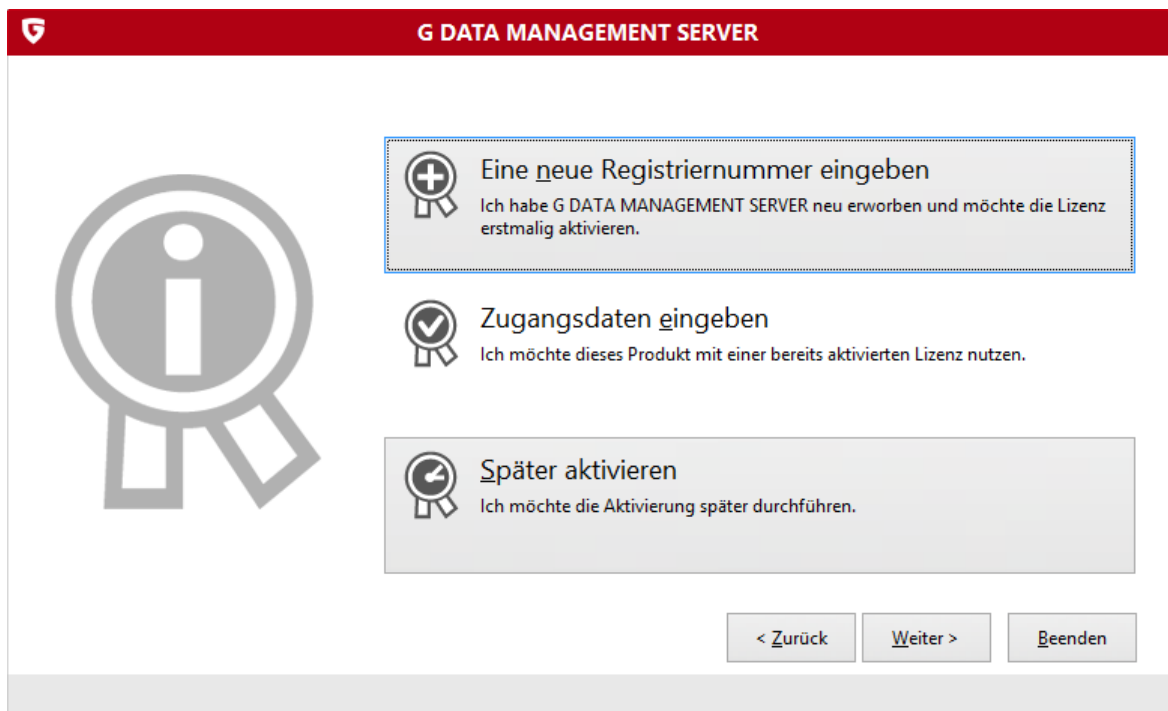 G DATA MANAGEMENT SERVER
Eine neue Registriernummer eingeben
Ich habe G DATA MANAGEMENT SERVER neu erworben und möchte die Lizenz
erstmalig aktivieren.
Zugangsdaten eingeben
Ich möchte dieses Produkt mit einer bereits aktivierten Lizenz nutzen.
Später aktivieren
Ich möchte die Aktivierung später durchführen.
< Zurück
Weiter >
Beenden